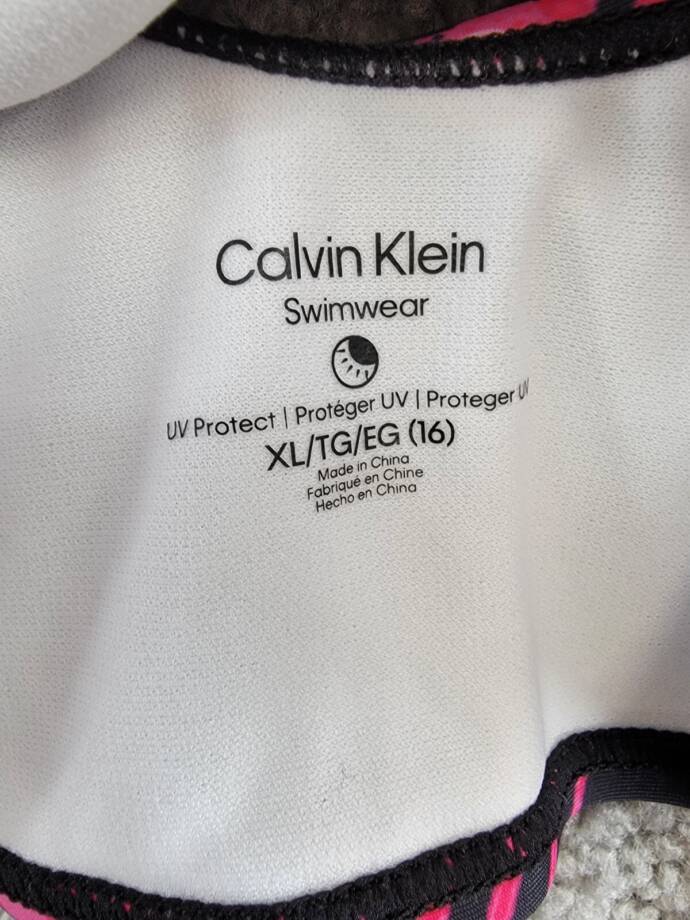 Calvin Klein
Swimwear
UV Protect | Protéger UV | Proteger UV
XL/TG/EG (16)
Made in China
Fabriqué en Chine
Hecho en China